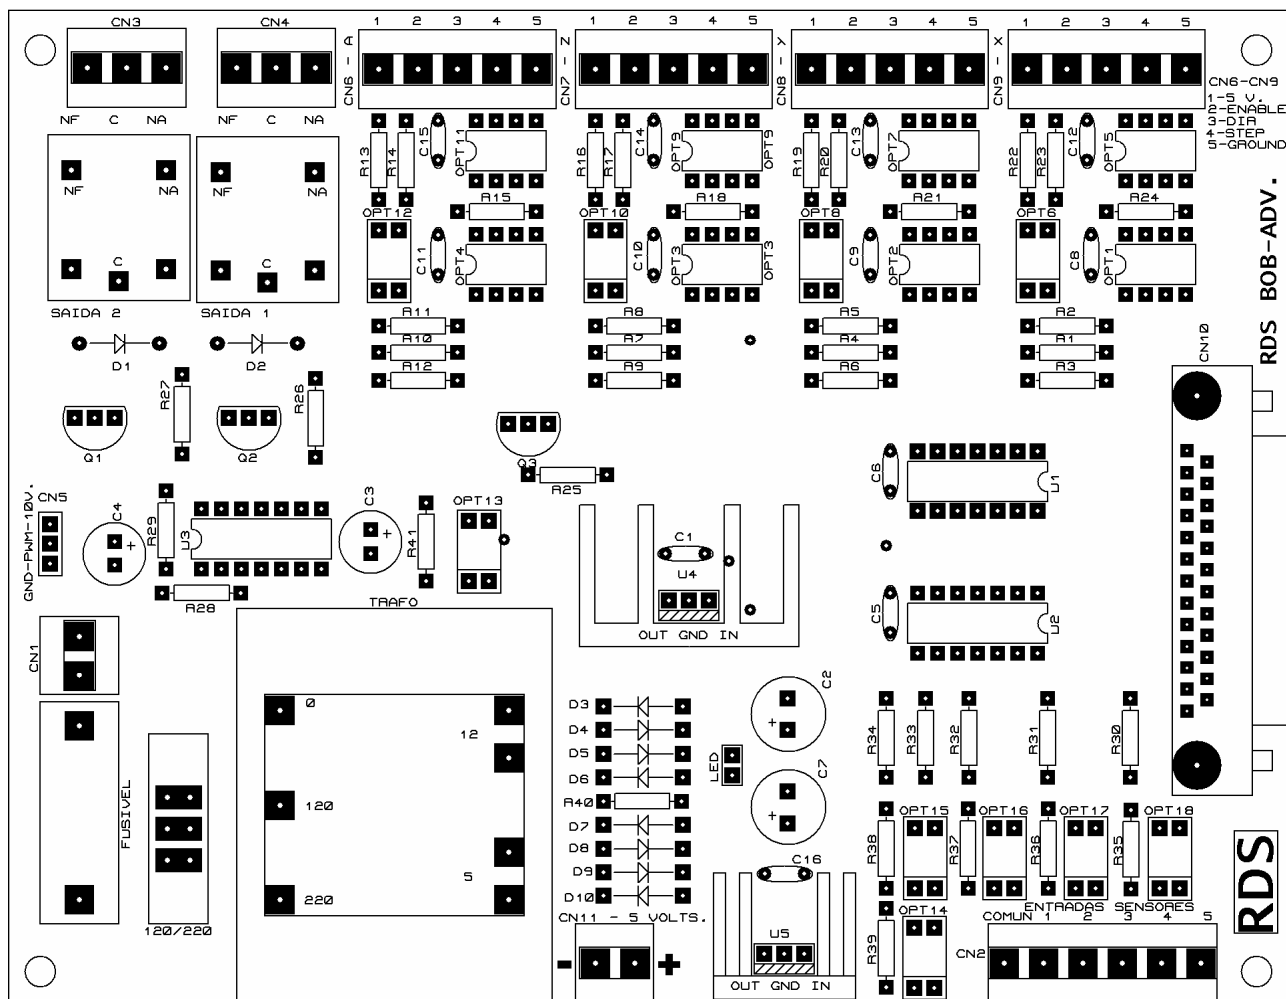 CN3
CN4
1 2 3 4 5
1 2 3 4 5
1 2 3 4 5
1 2 3 4 5
CN6 - A
CN7 - Z
CN8 - Y
CN9 - X
CN6-CN9
1-5 V.
2-ENABLE
3-DIR
4-STEP
5-GROUND
NF C NA
NF C NA
R13
R14
C15
OPT11
R16
R17
C14
OPT9
OPT9
R19
R20
C13
OPT7
R22
R23
C12
OPT5
NF NA
NF NA
R15
R18
R21
R24
OPT12
OPT10
OPT8
OPT6
C11
OPT4
C10
OPT3
OPT3
C9
OPT2
C8
OPT1
C
C
SAIDA 2
SAIDA 1
R11
R8
R5
R2
R10
R7
R4
R1
R12
R9
R6
R3
RDS BOB-ADV.
CN10
D1
D2
R27
R26
Q1
Q2
Q3
R25
C6
U1
CN5
GND-PWM-10V.
C4
+
R29
U3
C3
+
R41
OPT13
C1
U4
OUT GND IN
R28
C5
U2
TRAFO
CN1
0
12
120
5
220
FUSIVEL
120/220
D3
D4
D5
D6
R40
D7
D8
D9
D10
LED
C2
+
C7
+
R34
R33
R32
R31
R30
R38
OPT15
R37
OPT16
R36
OPT17
R35
OPT18
C16
U5
OUT GND IN
CN11 - 5 VOLTS.
- +
ENTRADAS SENSORES
OPT14
R39
COMUN 1 2 3 4 5
CN2
RDS